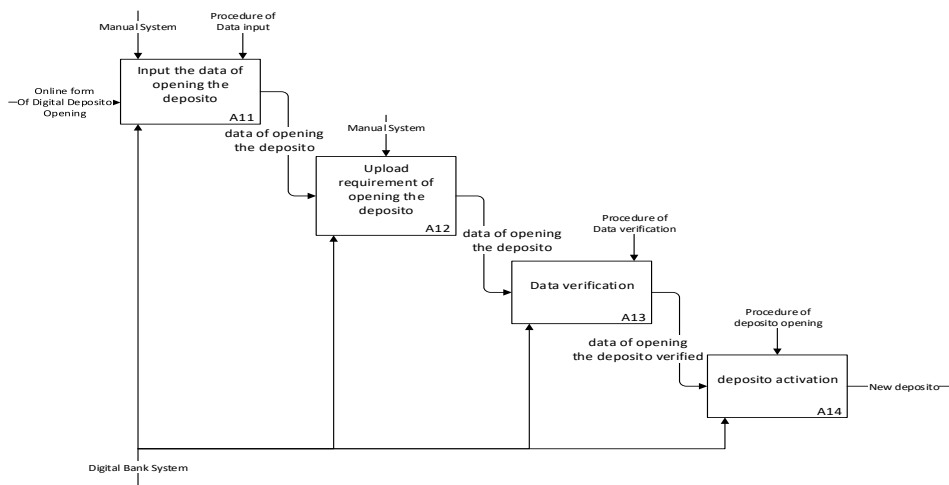 Manual System
Procedure of
Data input
Input the data of
opening the
deposito
A11
Online form
Of Digital Deposito
Opening
data of opening
the deposito
Manual System
Upload
requirement of
opening the
deposito
A12
data of opening
the deposito
Procedure of
Data verification
Data verification
A13
data of opening
the deposito verified
Procedure of
deposito opening
deposito activation
A14
New deposito
Digital Bank System